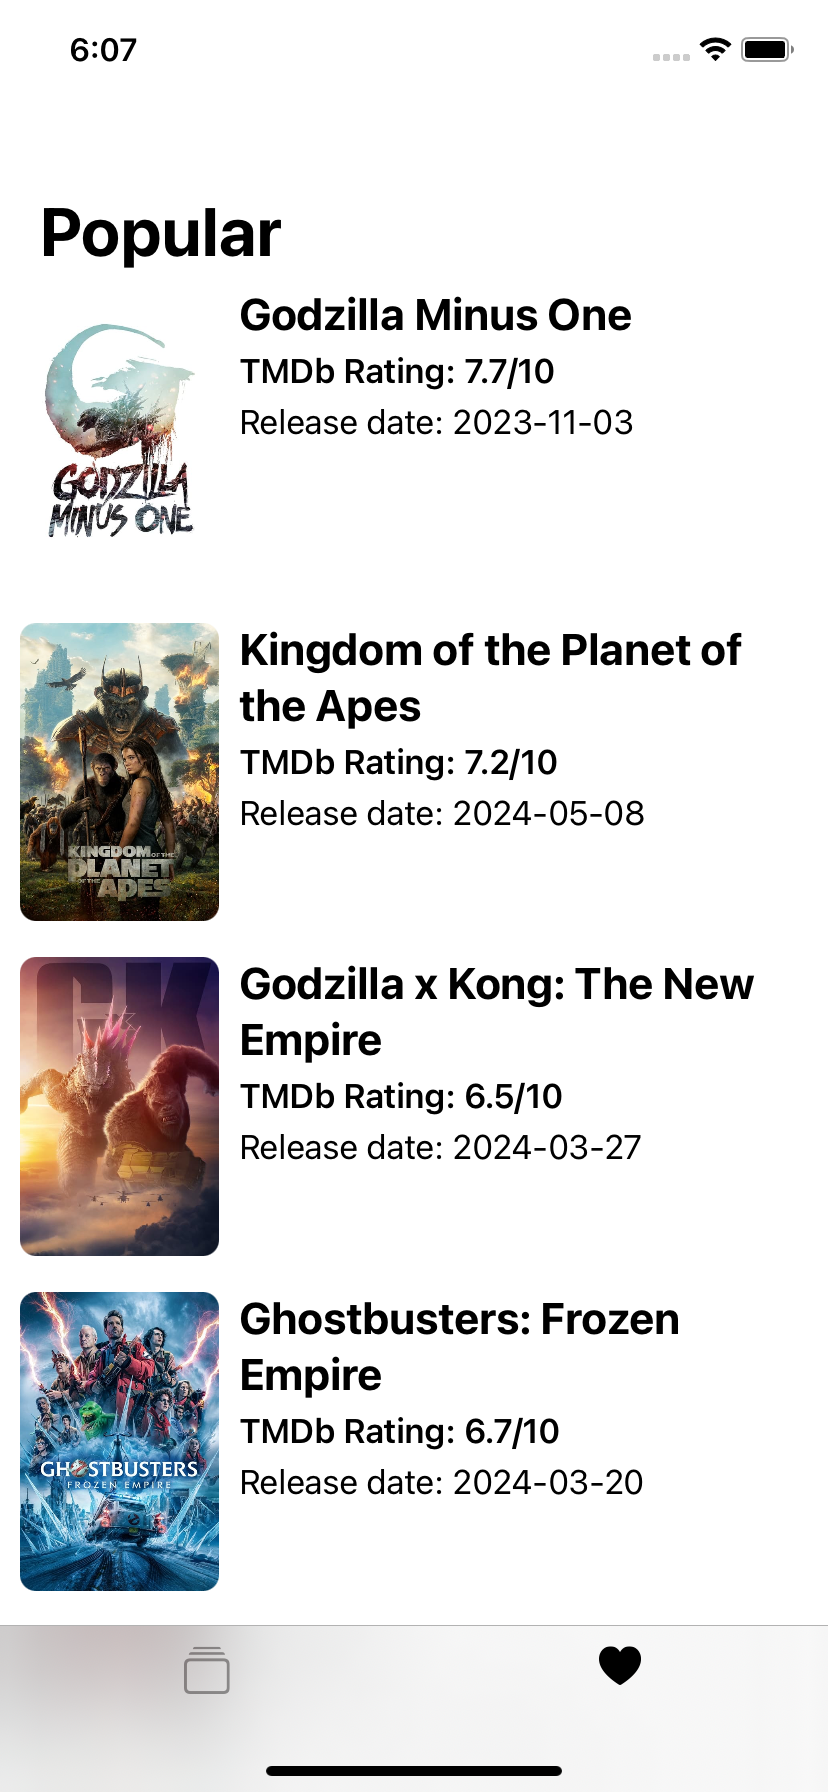 6:07
Popular
Godzilla Minus One
TMDb Rating: 7.7/10
Release date: 2023-11-03
GODZILLA
MINUS ONE
Kingdom of the Planet of
the Apes
TMDb Rating: 7.2/10
Release date: 2024-05-08
KINGDOM OF THE
PLANET
OF THE APES
Godzilla x Kong: The New
Empire
TMDb Rating: 6.5/10
Release date: 2024-03-27
GK
Ghostbusters: Frozen
Empire
TMDb Rating: 6.7/10
Release date: 2024-03-20
GHOSTBUSTERS
FROZEN EMPIRE